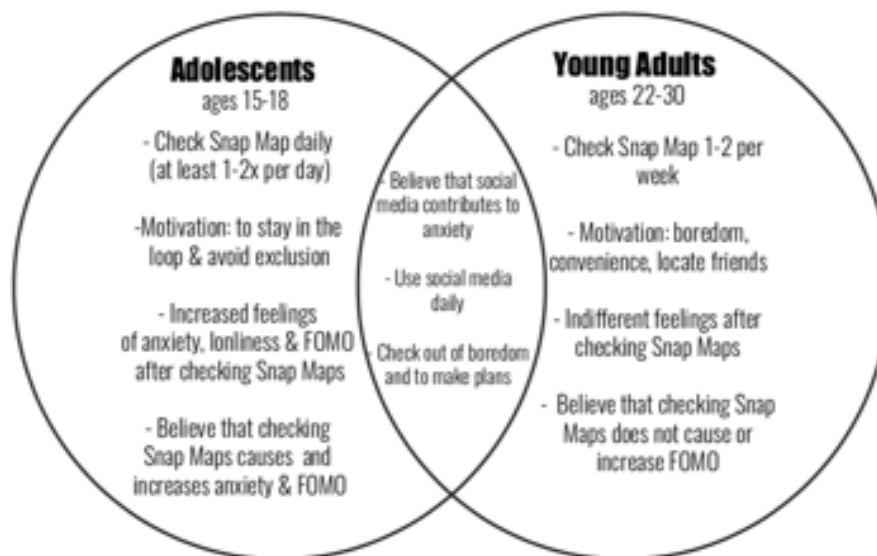 Adolescents
ages 15-18
- Check Snap Map daily
(at least 1-2x per day)
-Motivation: to stay in the
loop & avoid exclusion
- Increased feelings
of anxiety, lonliness & FOMO
after checking Snap Maps
- Believe that checking
Snap Maps causes and
increases anxiety & FOMO
- Believe that social
media contributes to
anxiety
- Use social media
daily
- Check out of boredom
and to make plans
Young Adults
ages 22-30
- Check Snap Map 1-2 per
week
- Motivation: boredom,
convenience, locate friends
- Indifferent feelings after
checking Snap Maps
- Believe that checking Snap
Maps does not cause or
increase FOMO